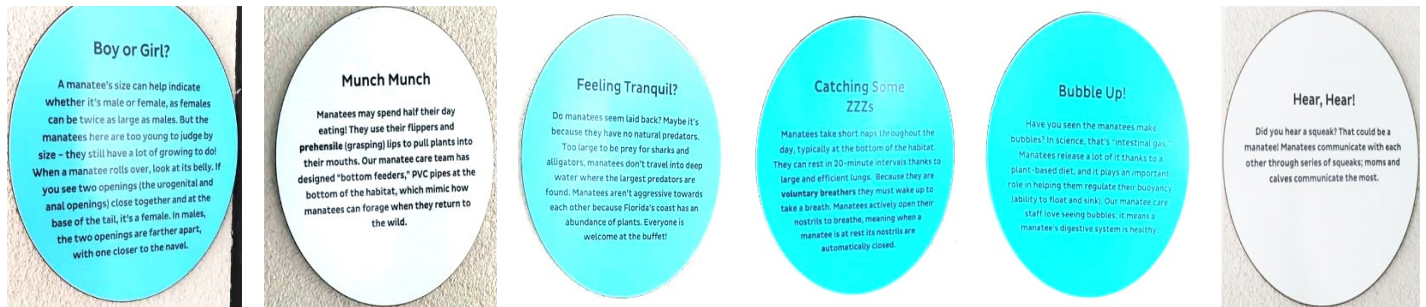 Boy or Girl?
A manatee's size can help indicate
whether it's male or female, as females
can be twice as large as males. But the
manatees here are too young to judge by
size – they still have a lot of growing to do!
When a manatee rolls over, look at its belly. If
you see two openings (the urogenital and
anal openings) close together and at the
base of the tail, it's a female. In males,
the two openings are farther apart,
with one closer to the navel.
Munch Munch
Manatees may spend half their day
eating! They use their flippers and
prehensile (grasping) lips to pull plants into
their mouths. Our manatee care team has
designed "bottom feeders," PVC pipes at the
bottom of the habitat, which mimic how
manatees can forage when they return to
the wild.
Feeling Tranquil?
Do manatees seem laid back? Maybe it's
because they have no natural predators.
Too large to be prey for sharks and
alligators, manatees don't travel into deep
water where the largest predators are
found. Manatees aren't aggressive towards
each other because Florida's coast has an
abundance of plants. Everyone is
welcome at the buffet!
Catching Some
ZZZs
Manatees take short naps throughout the
day, typically at the bottom of the habitat.
They can rest in 20-minute intervals thanks to
large and efficient lungs. Because they are
voluntary breathers they must wake up to
take a breath. Manatees actively open their
nostrils to breathe, meaning when a
manatee is at rest its nostrils are
automatically closed.
Bubble Up!
Have you seen the manatees make
bubbles? In science, that's "intestinal gas."
Manatees release a lot of it thanks to a
plant-based diet, and it plays an important
role in helping them regulate their buoyancy
(ability to float and sink). Our manatee care
staff love seeing bubbles; it means a
manatee's digestive system is healthy.
Hear, Hear!
Did you hear a squeak? That could be a
manatee! Manatees communicate with each
other through series of squeaks; moms and
calves communicate the most.